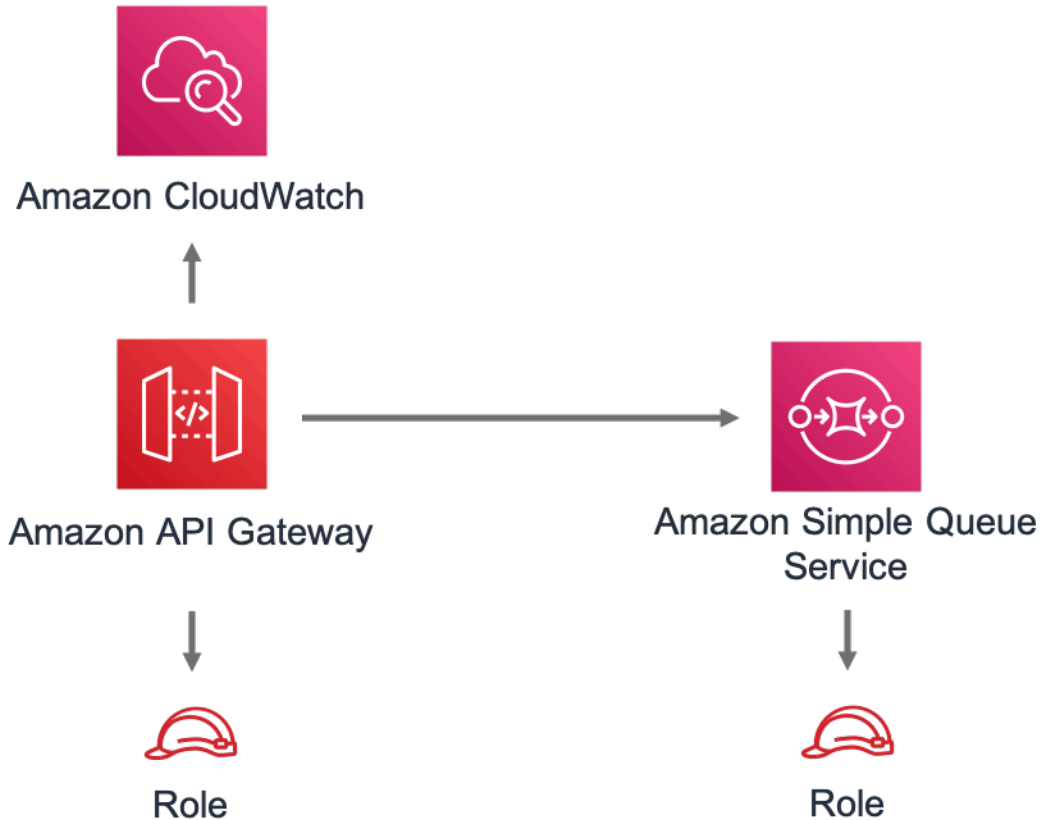 Amazon CloudWatch
</>
Amazon API Gateway
Amazon Simple Queue
Service
Role
Role